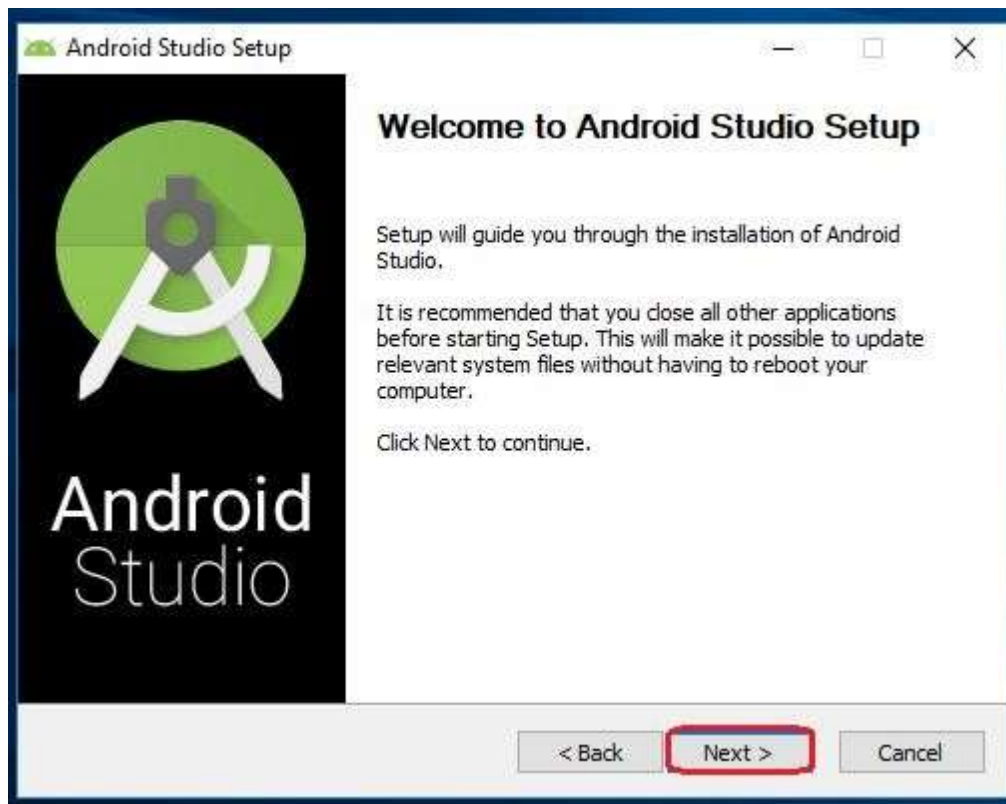 Android Studio Setup
Welcome to Android Studio Setup
Setup will guide you through the installation of Android
Studio.
It is recommended that you close all other applications
before starting Setup. This will make it possible to update
relevant system files without having to reboot your
computer.
Click Next to continue.
Android
Studio
< Back
Next >
Cancel